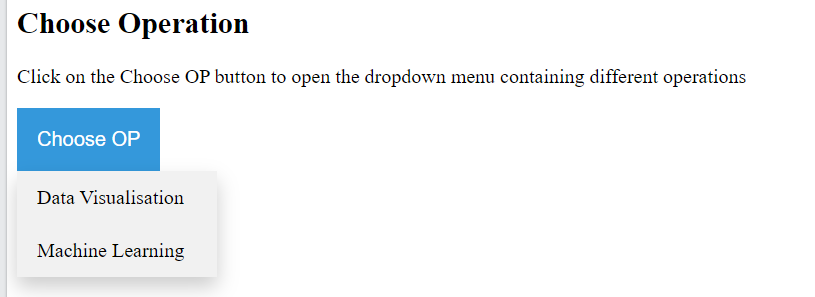 Choose Operation
Click on the Choose OP button to open the dropdown menu containing different operations
Choose OP
Data Visualisation
Machine Learning